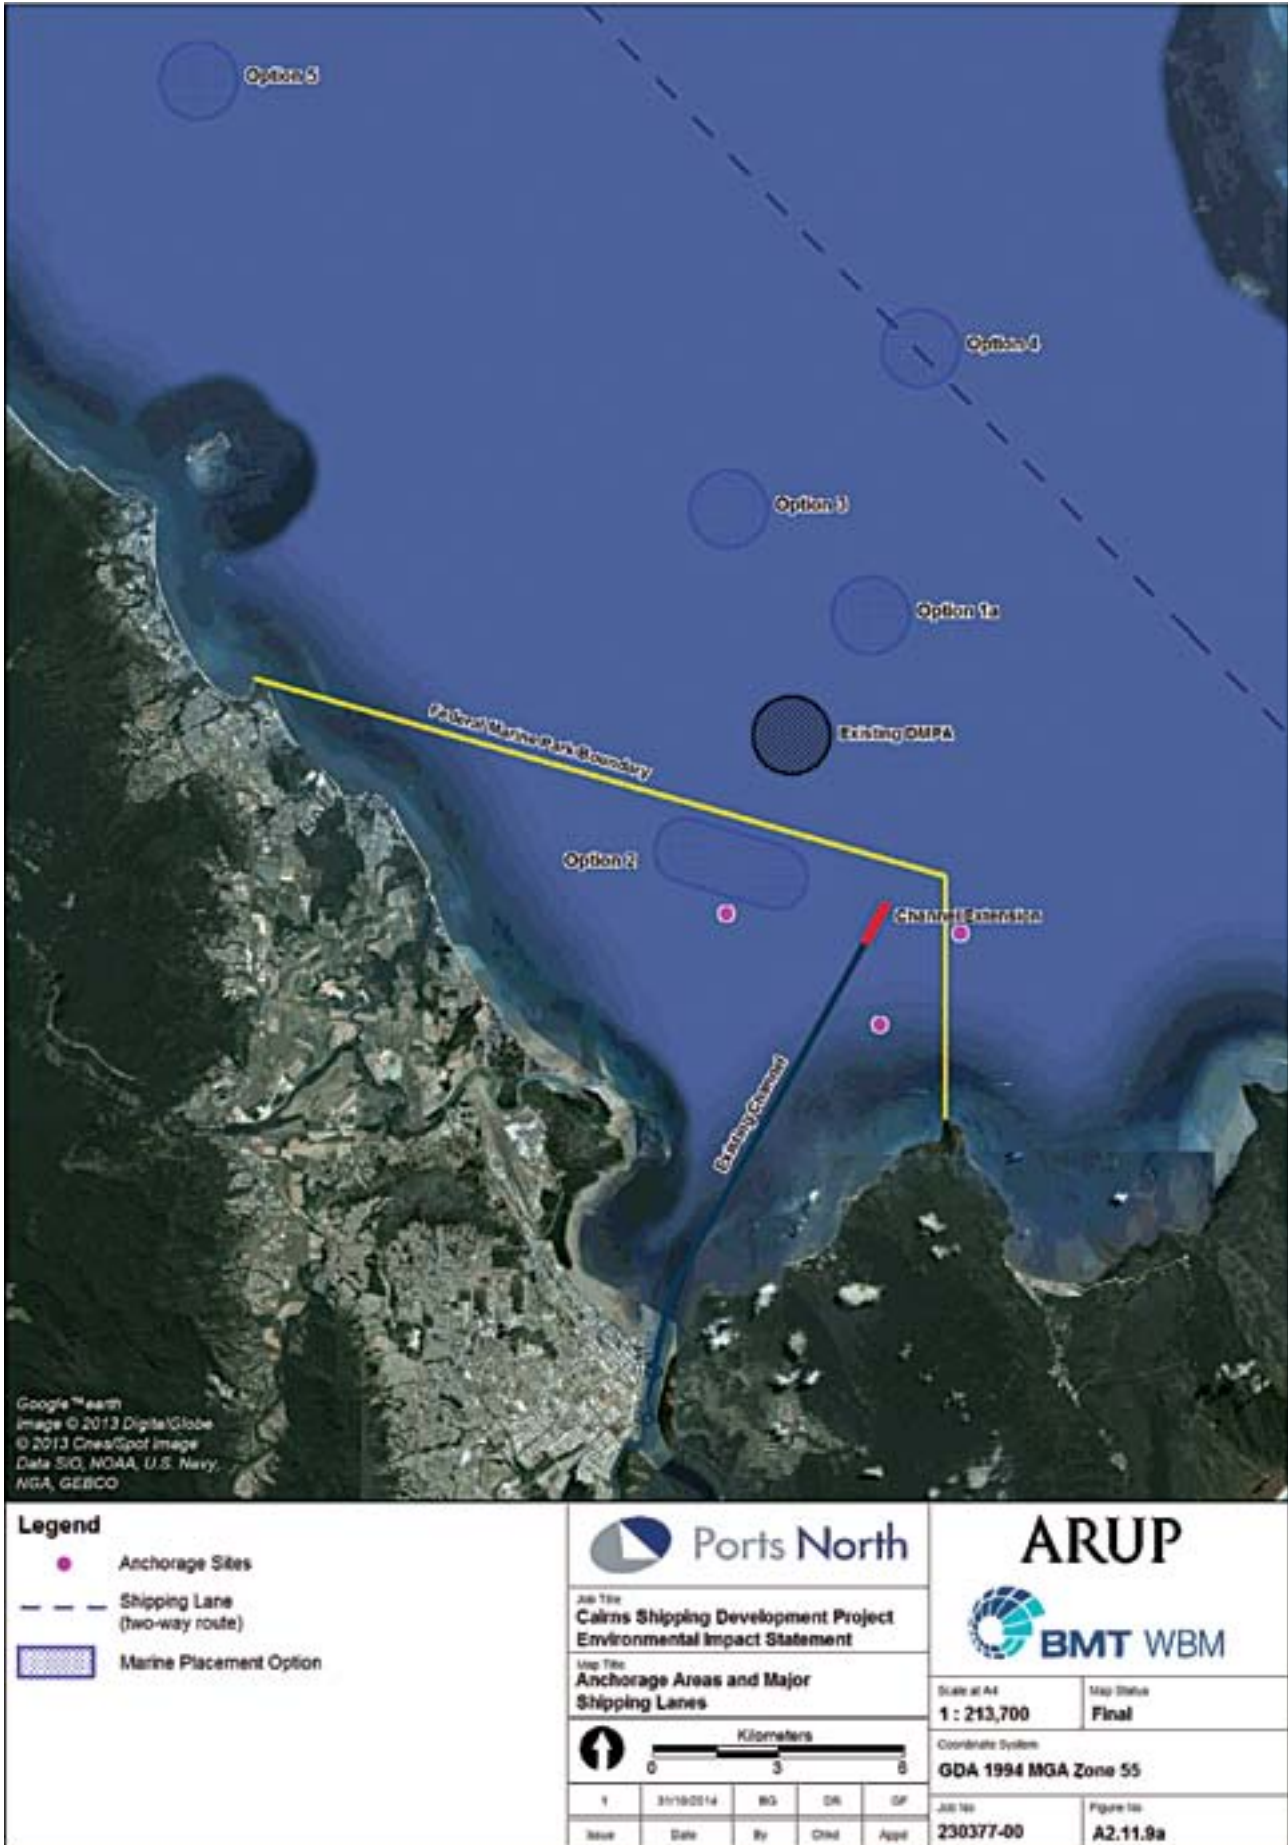 Option 5
Option 4
Option 3
Option 1a
Existing DMPA
Federal Marine Park Boundary
Option 2
Channel Extension
Existing Channel
Google™earth
Image © 2013 DigitalGlobe
© 2013 Cnes/Spot Image
Data SIO, NOAA, U.S. Navy,
NGA, GEBCO
Legend
Anchorage Sites
Shipping Lane
(two-way route)
Marine Placement Option
Ports North
Job Title
Cairns Shipping Development Project
Environmental Impact Statement
Map Title
Anchorage Areas and Major
Shipping Lanes
Kilometers
0 3 6
1 31/10/2014 BG DR GF
Issue Date By Chkd Appd
ARUP
BMT WBM
Scale at A4
1 : 213,700
Map Status
Final
Coordinate System
GDA 1994 MGA Zone 55
Job No
230377-00
Figure No
A2.11.9a